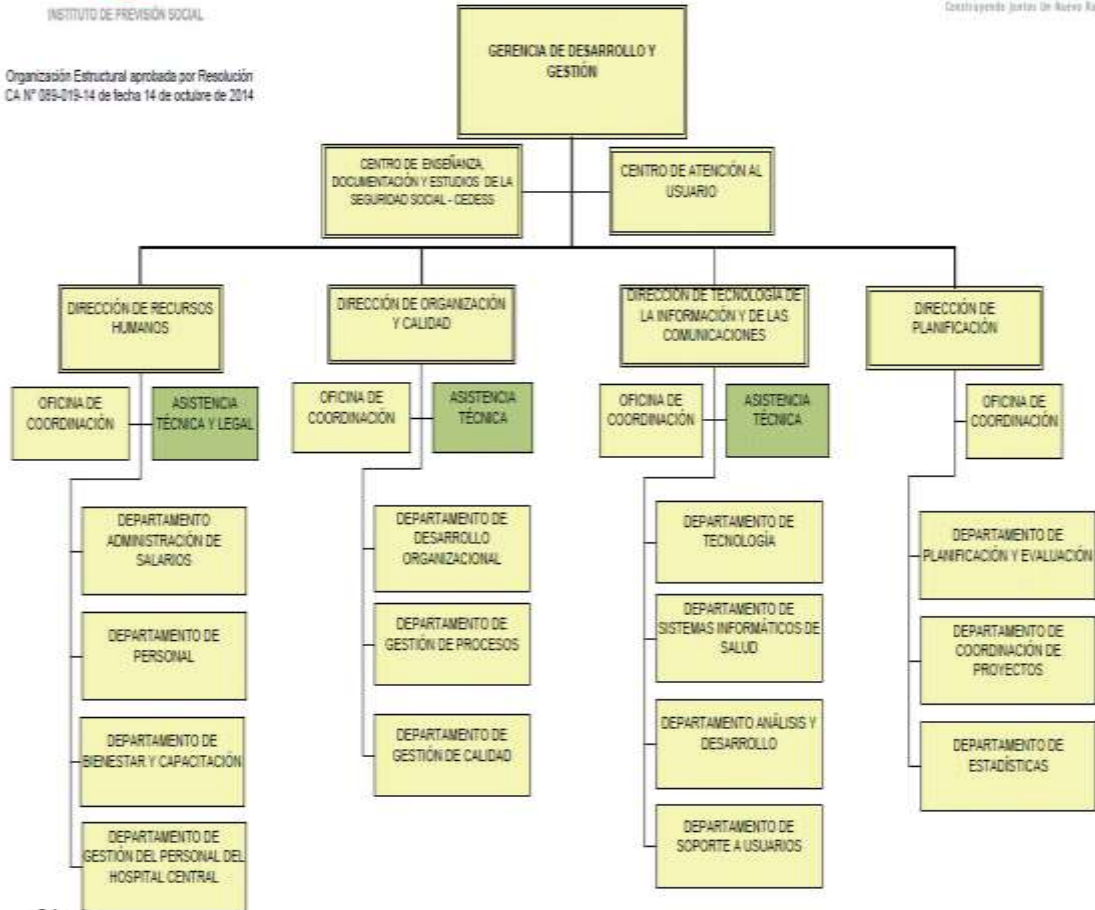 INSTITUTO DE PREVISIÓN SOCIAL
Construyendo Juntos Un Nuevo
Organización Estructural aprobada por Resolución
CA N° 089-019-14 de fecha 14 de octubre de 2014
GERENCIA DE DESARROLLO Y
GESTIÓN
CENTRO DE ENSEÑANZA,
DOCUMENTACIÓN Y ESTUDIOS DE LA
SEGURIDAD SOCIAL - CEDESS
CENTRO DE ATENCIÓN AL
USUARIO
DIRECCIÓN DE RECURSOS
HUMANOS
DIRECCIÓN DE ORGANIZACIÓN
Y CALIDAD
DIRECCIÓN DE TECNOLOGÍA DE
LA INFORMACIÓN Y DE LAS
COMUNICACIONES
DIRECCIÓN DE
PLANIFICACIÓN
OFICINA DE
COORDINACIÓN
ASISTENCIA
TÉCNICA Y LEGAL
OFICINA DE
COORDINACIÓN
ASISTENCIA
TÉCNICA
OFICINA DE
COORDINACIÓN
ASISTENCIA
TÉCNICA
OFICINA DE
COORDINACIÓN
DEPARTAMENTO
ADMINISTRACIÓN DE
SALARIOS
DEPARTAMENTO DE
PERSONAL
DEPARTAMENTO DE
BIENESTAR Y CAPACITACIÓN
DEPARTAMENTO DE
GESTIÓN DEL PERSONAL DEL
HOSPITAL CENTRAL
DEPARTAMENTO DE
DESARROLLO
ORGANIZACIONAL
DEPARTAMENTO DE
GESTIÓN DE PROCESOS
DEPARTAMENTO DE
GESTIÓN DE CALIDAD
DEPARTAMENTO DE
TECNOLOGÍA
DEPARTAMENTO DE
SISTEMAS INFORMÁTICOS DE
SALUD
DEPARTAMENTO ANÁLISIS Y
DESARROLLO
DEPARTAMENTO DE
SOPORTE A USUARIOS
DEPARTAMENTO DE
PLANIFICACIÓN Y EVALUACIÓN
DEPARTAMENTO DE
COORDINACIÓN DE
PROYECTOS
DEPARTAMENTO DE
ESTADÍSTICAS